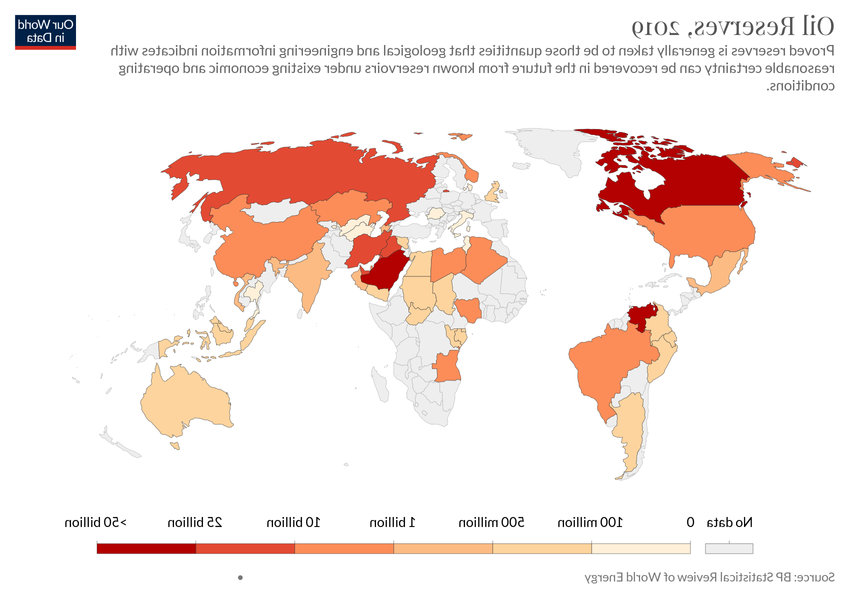 Oil Reserves, 2019
Our World
in Data
Proved reserves is generally taken to be those quantities that geological and engineering information indicates with
reasonable certainty can be recovered in the future from known reservoirs under existing economic and operating
conditions.
No data
0
100 million
500 million
1 billion
10 billion
25 billion
>50 billion
Source: BP Statistical Review of World Energy